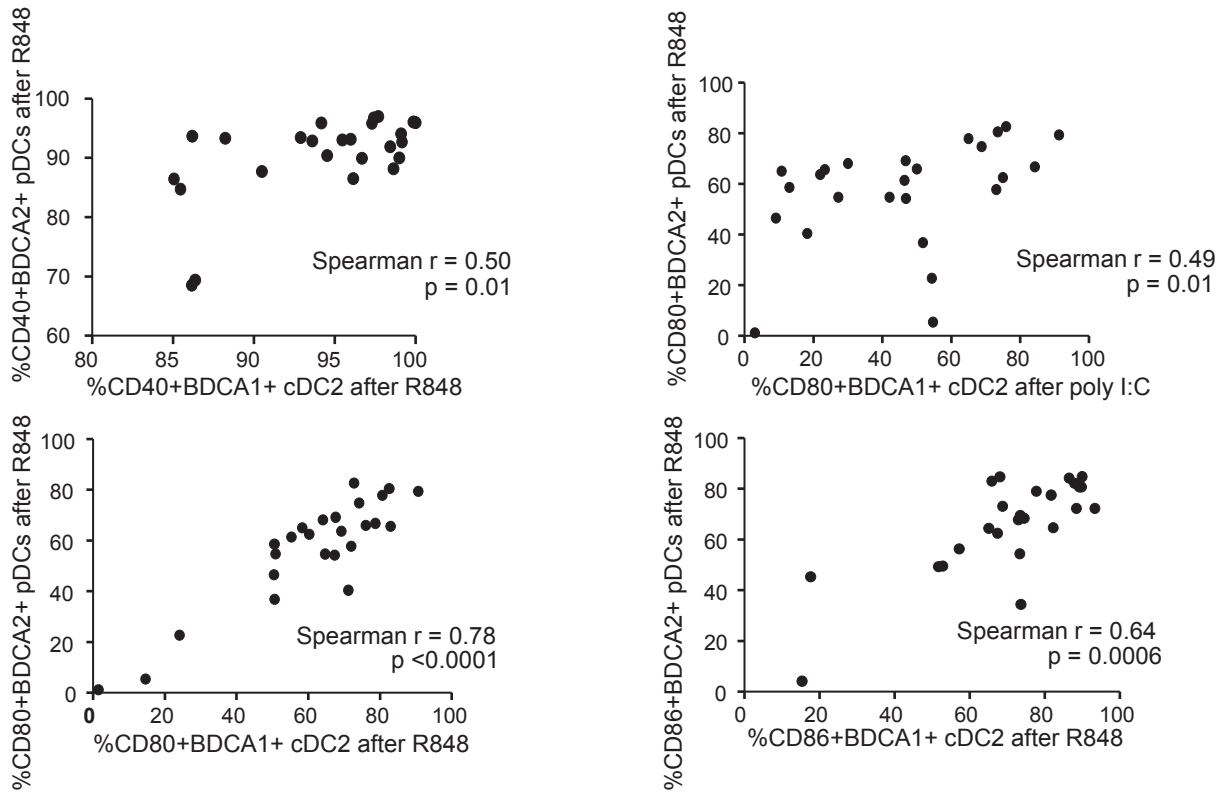 %CD40+BDCA2+ pDCs after R848
100
90
80
70
60
80
85
90
95
100
Spearman r = 0.50
p = 0.01
%CD40+BDCA1+ cDC2 after R848
%CD80+BDCA2+ pDCs after R848
100
80
60
40
20
0
0
20
40
60
80
100
Spearman r = 0.49
p = 0.01
%CD80+BDCA1+ cDC2 after poly I:C
%CD80+BDCA2+ pDCs after R848
100
80
60
40
20
0
0
20
40
60
80
100
Spearman r = 0.78
p <0.0001
%CD80+BDCA1+ cDC2 after R848
%CD86+BDCA2+ pDCs after R848
100
80
60
40
20
0
0
20
40
60
80
100
Spearman r = 0.64
p = 0.0006
%CD86+BDCA1+ cDC2 after R848